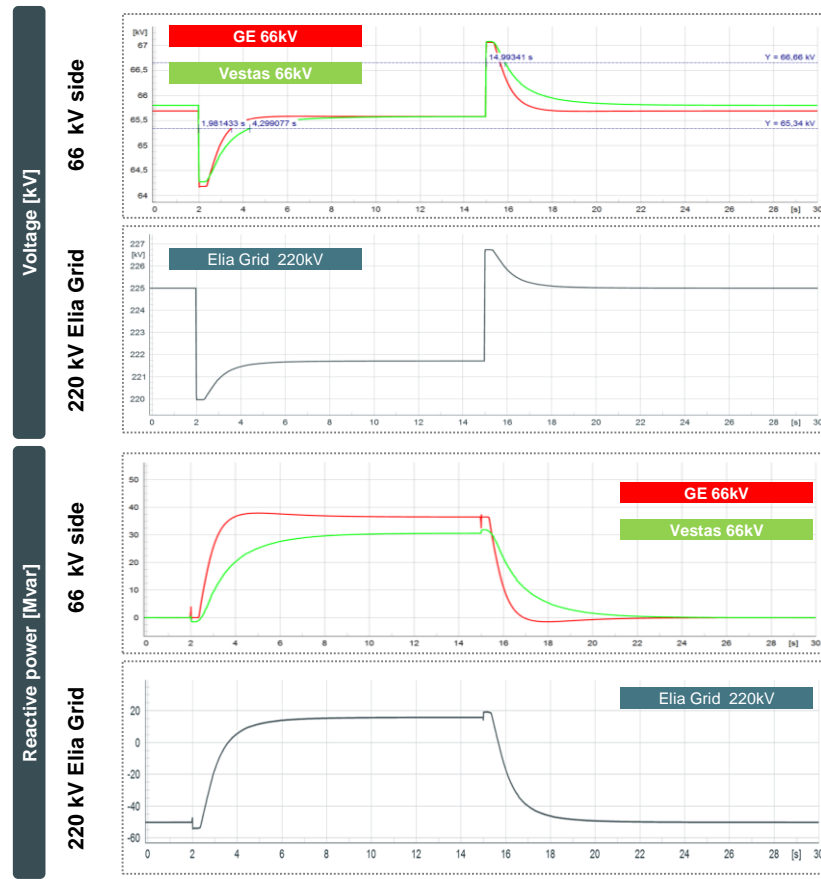 Voltage [kV]
66 kV side
[kV]
67
66,5
66
65,5
65
64,5
64
GE 66kV
Vestas 66kV
14,99341 s
Y = 66,66 kV
1,981433 s
4,299077 s
Y = 65,34 kV
0 2 4 6 8 10 12 14 16 18 20 22 24 26 28 [s] 30
220 kV Elia Grid
227
[kV]
226
225
224
223
222
221
220
Elia Grid 220kV
0 2 4 6 8 10 12 14 16 18 20 22 24 26 28 [s] 30
Reactive power [Mvar]
66 kV side
50
40
30
20
10
0
GE 66kV
Vestas 66kV
0 2 4 6 8 10 12 14 16 18 20 22 24 26 28 [s] 30
220 kV Elia Grid
20
0
-20
-40
-60
Elia Grid 220kV
0 2 4 6 8 10 12 14 16 18 20 22 24 26 28 [s] 30